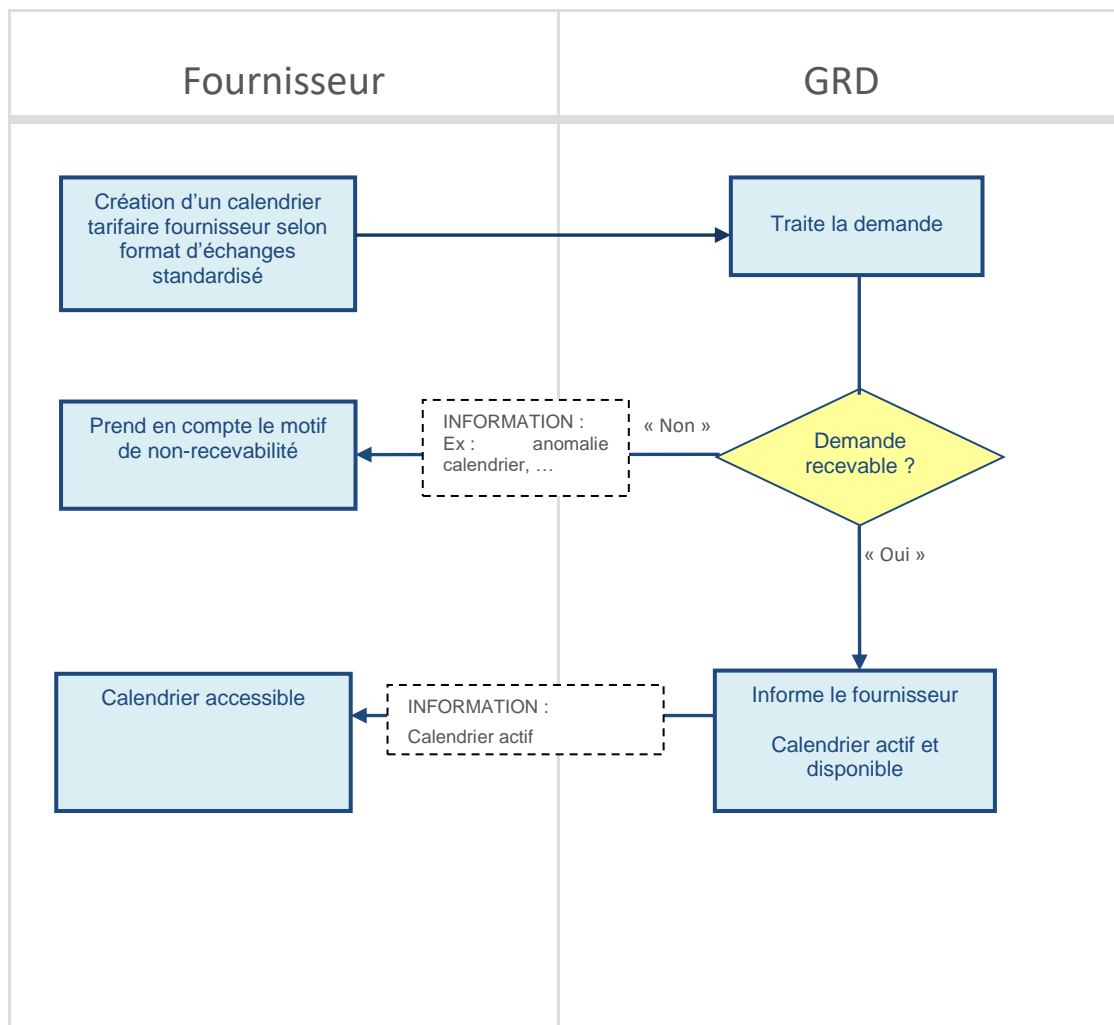 Fournisseur
GRD
Création d’un calendrier
tarifaire fournisseur selon
format d’échanges
standardisé
Traite la demande
Prend en compte le motif
de non-recevabilité
INFORMATION :
Ex : anomalie
calendrier, …
« Non »
Demande
recevable ?
« Oui »
Calendrier accessible
INFORMATION :
Calendrier actif
Informe le fournisseur
Calendrier actif et
disponible